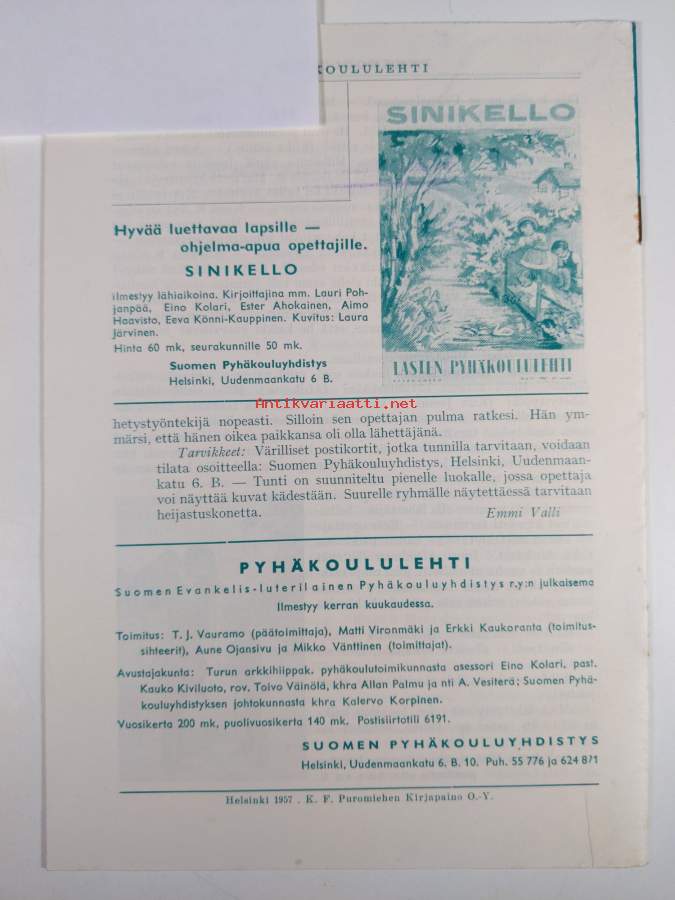 KOULULEHTI
SINIKELLO
LASTEN PYHÄKOULULEHTI
Hyvää luettavaa lapsille —
ohjelma-apua opettajille.
SINIKELLO
ilmestyy lähiaikoina. Kirjoittajina mm. Lauri Poh-
janpää, Eino Kolari, Ester Ahokainen, Aimo
Haavisto, Eeva Könni-Kauppinen. Kuvitus: Laura
Järvinen.
Hinta 60 mk, seurakunnille 50 mk.
Suomen Pyhäkouluyhdistys
Helsinki, Uudenmaankatu 6 B.
Antikvariaatti.net
hetystyöntekijä nopeasti. Silloin sen opettajan pulma ratkesi. Hän ym-
märsi, että hänen oikea paikkansa oli olla lähettäjänä.
Tarvikkeet: Värilliset postikortit, jotka tunnilla tarvitaan, voidaan
tilata osoitteella: Suomen Pyhäkouluyhdistys, Helsinki, Uudenmaan-
katu 6. B. — Tunti on suunniteltu pienelle luokalle, jossa opettaja
voi näyttää kuvat kädestään. Suurelle ryhmälle näytettäessä tarvitaan
heijastuskonetta. Emmi Valli
PYHÄKOULULEHTI
Suomen Evankelis-luterilainen Pyhäkouluyhdistys r.y:n julkaisema
Ilmestyy kerran kuukaudessa.
Toimitus: T. J. Vauramo (päätoimittaja), Matti Vironmäki ja Erkki Kaukoranta (toimitus-
sihteerit), Aune Ojansivu ja Mikko Vänttinen (toimittajat).
Avustajakunta: Turun arkkihiippak. pyhäkoulutoimikunnasta asessori Eino Kolari, past.
Kauko Kiviluoto, rov. Toivo Väinölä, khra Allan Palmu ja nti A. Vesiterä; Suomen Pyhä-
kouluyhdistyksen johtokunnasta khra Kalervo Korpinen.
Vuosikerta 200 mk, puolivuosikerta 140 mk. Postisiirtotili 6191.
SUOMEN PYHÄKOULUYHDISTYS
Helsinki, Uudenmaankatu 6. B. 10. Puh. 55 776 ja 624 871
Helsinki 1957 . K. F. Puromiehen Kirjapaino O.-Y.